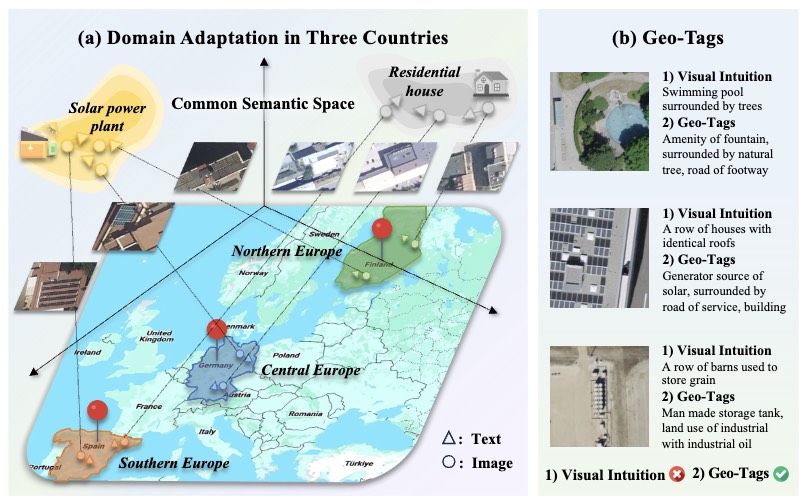 (a) Domain Adaptation in Three Countries
Solar power
plant
Common Semantic Space
Residential
house
Northern Europe
Sweden
Finland
Norway
United
Kingdom
Ireland
enmark
Germany
Poland
Central Europe
Austria
France
Romania
Italy
Spain
Portugal
Southern Europe
Türkiye
△: Text
○: Image
(b) Geo-Tags
1) Visual Intuition
Swimming pool
surrounded by trees
2) Geo-Tags
Amenity of fountain,
surrounded by natural
tree, road of footway
1) Visual Intuition
A row of houses with
identical roofs
2) Geo-Tags
Generator source of
solar, surrounded by
road of service, building
1) Visual Intuition
A row of barns used to
store grain
2) Geo-Tags
Man made storage tank,
land use of industrial
with industrial oil
1) Visual Intuition 2) Geo-Tags